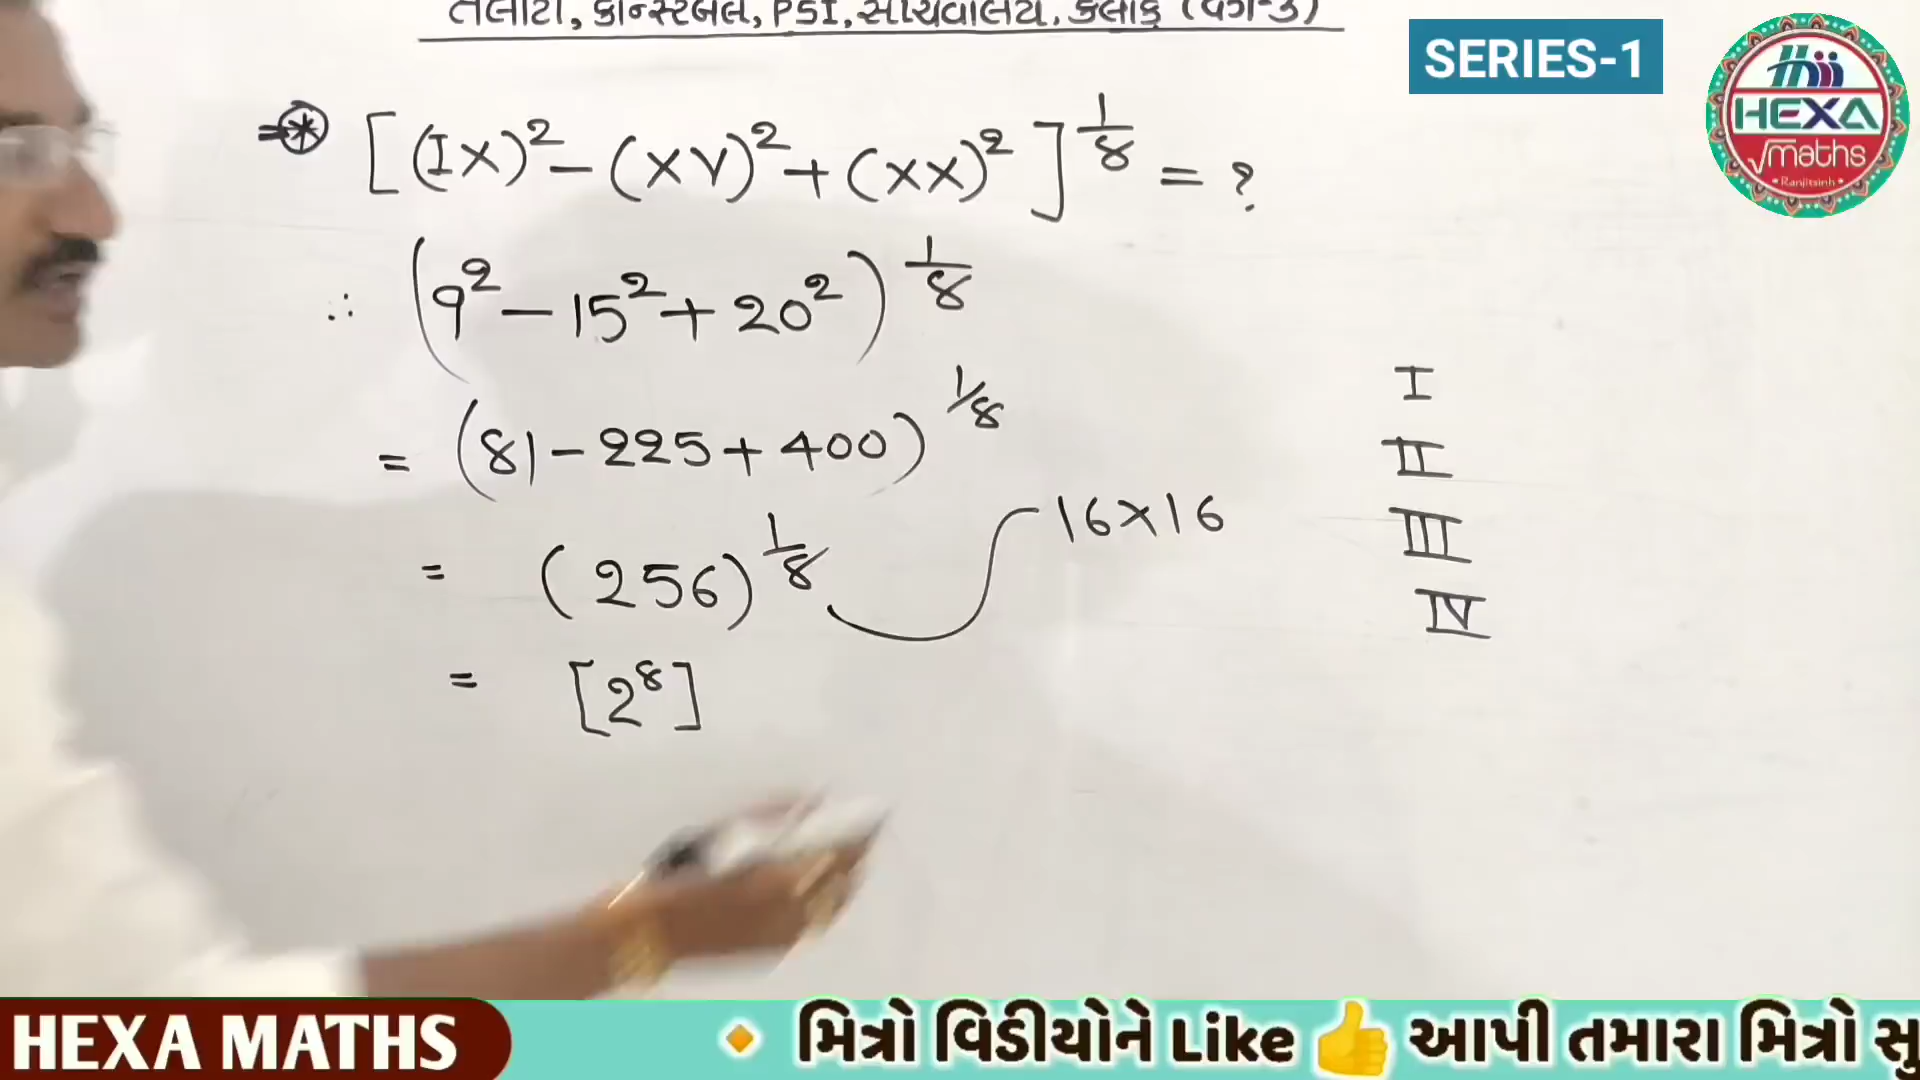 તલાટી, કોન્સ્ટેબલ, PSI, સચિવાલય, કલાર્ક (વર્ગ-3)
SERIES-1
HEXA
√maths
Ranjitsinh
[(IX)² - (XV)² + (XX)²]^1/8 = ?
∴ (9² - 15² + 20²)^1/8
= (81 - 225 + 400)^1/8
= (256)^1/8
16×16
= [2⁸]
I
II
III
IV
HEXA MATHS
🔸 મિત્રો વિડીયોને Like 👍 આપી તમારા મિત્રો સુ